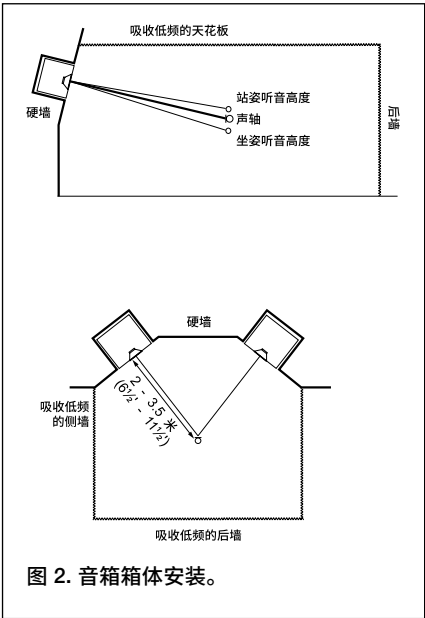 吸收低频的天花板
硬墙
站姿听音高度
声轴
坐姿听音高度
后墙
硬墙
2 - 3.5 米
(6½' - 11½')
吸收低频
的侧墙
吸收低频的后墙
图 2. 音箱箱体安装。